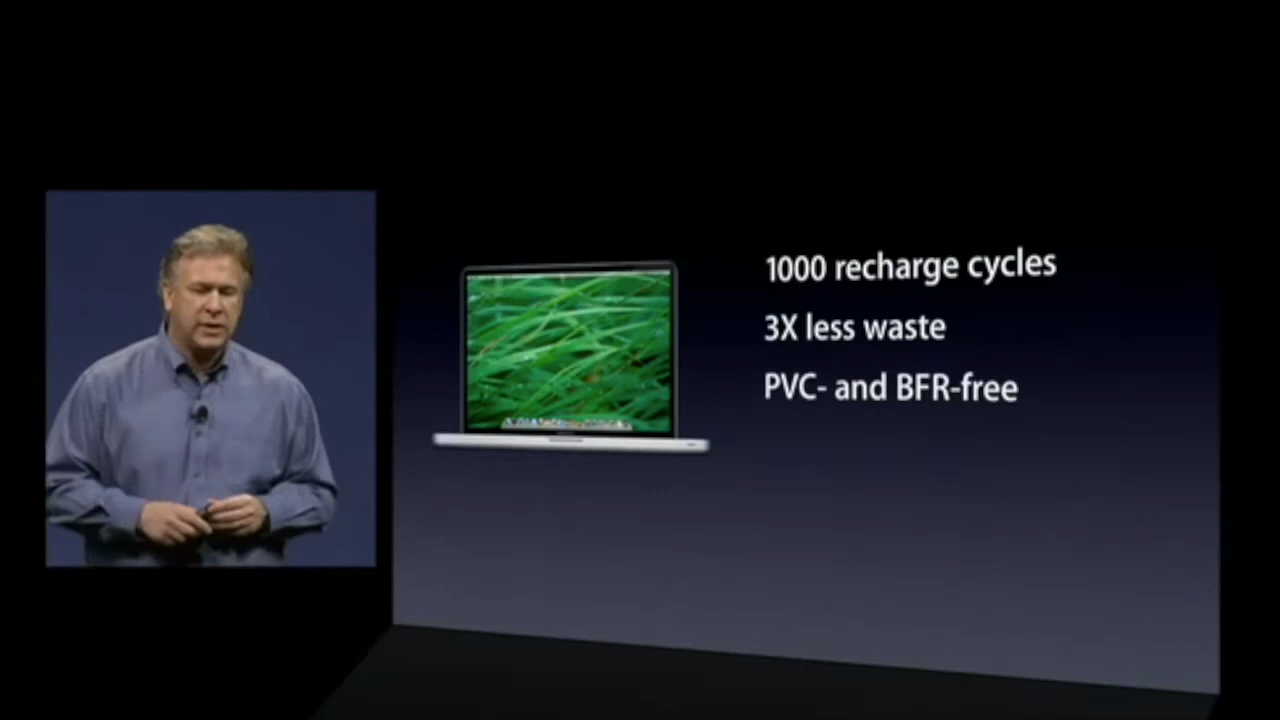 1000 recharge cycles
3X less waste
PVC- and BFR-free